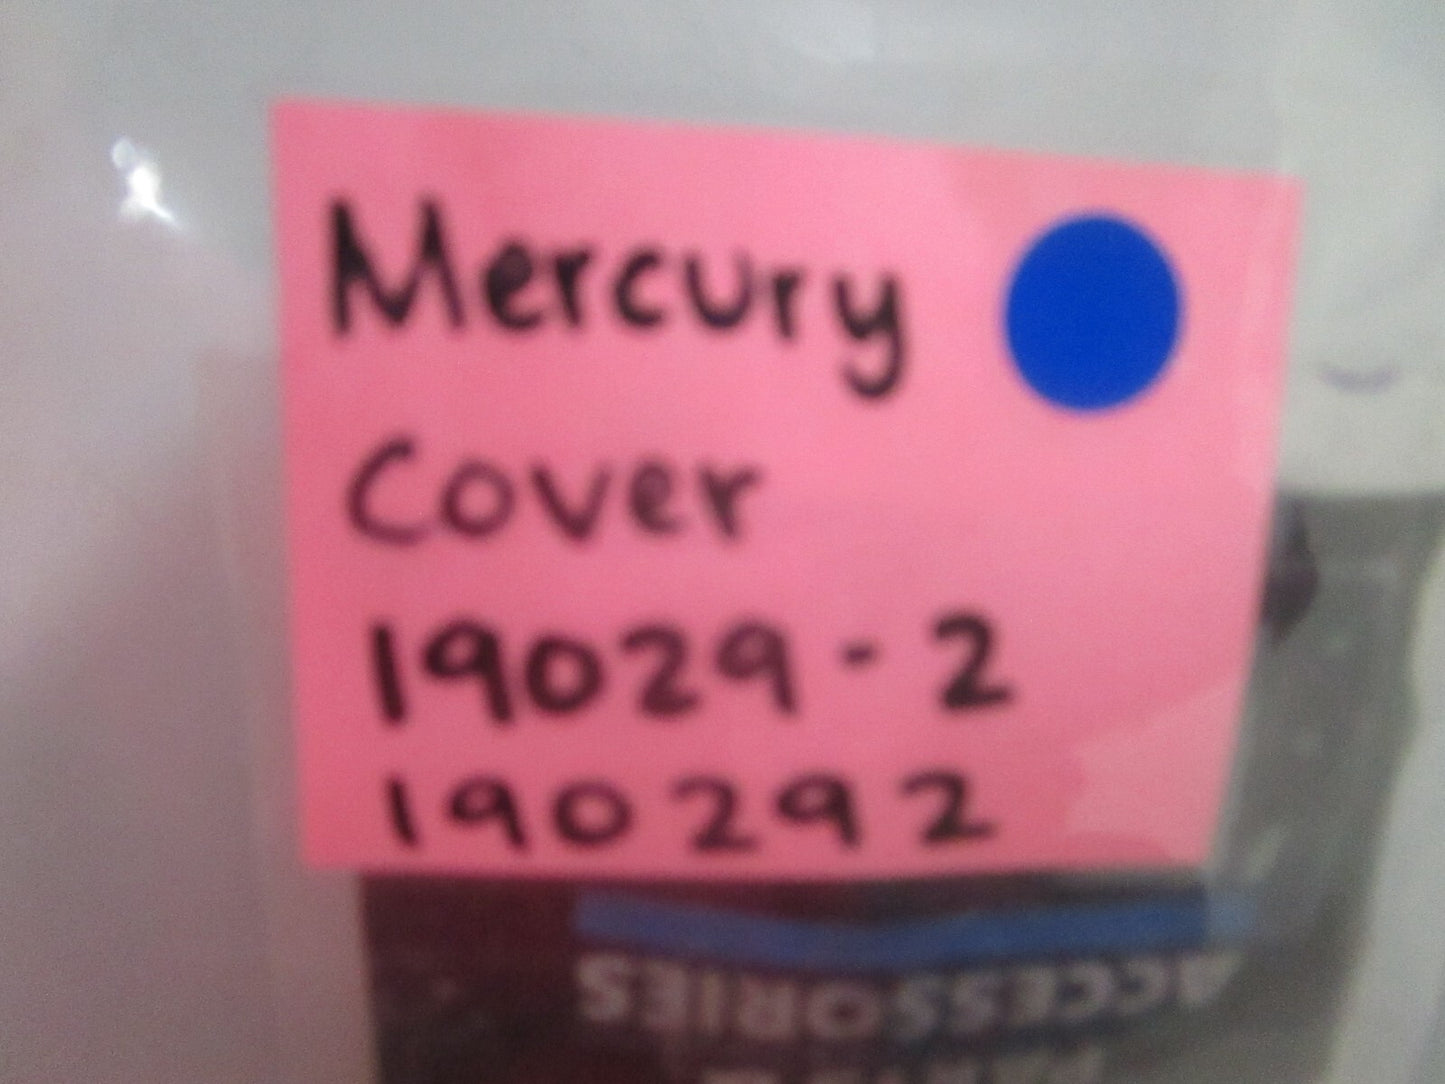 Mercury
Cover
19029-2
190292
ACCESSORIES